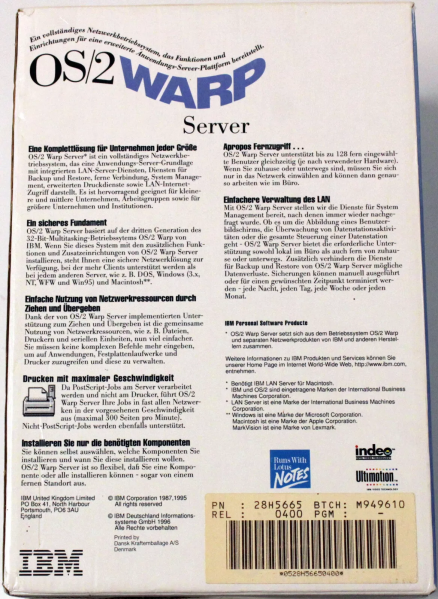 Ein vollständiges Netzwerkbetriebssystem, das Funktionen und
Einrichtungen für eine erweiterte Anwendungs-Server-Plattform bereitstellt.
OS/2 WARP
Server
Eine Komplettlösung für Unternehmen jeder Größe
OS/2 Warp Server* ist ein vollständiges Netzwerkbe-
triebssystem, das eine Anwendungs-Server-Grundlage
mit integrierten LAN-Server-Diensten, Diensten für
Backup und Restore, ferne Verbindung, System Manage-
ment, erweiterten Druckdienste sowie LAN-Internet-
Zugriff darstellt. Es ist hervorragend geeignet für kleine-
re und mittlere Unternehmen, Arbeitsgruppen sowie für
größere Unternehmen und Institutionen.
Ein sicheres Fundament
OS/2 Warp Server basiert auf der dritten Generation des
32-Bit-Multitasking-Betriebssystems OS/2 Warp von
IBM. Wenn Sie dieses System mit den zusätzlichen Funk-
tionen und Zusatzeinrichtungen von OS/2 Warp Server
installieren, steht Ihnen eine sichere Netzwerklösung zur
Verfügung, bei der mehr Clients unterstützt werden als
bei jedem anderen Server, wie z. B. DOS, Windows (3.x,
NT, WFW und Win95) und Macintosh**.
Einfache Nutzung von Netzwerkressourcen durch
Ziehen und Übergeben
Dank der von OS/2 Warp Server implementierten Unter-
stützung zum Ziehen und Übergeben ist die gemeinsame
Nutzung von Netzwerkressourcen, wie z. B. Dateien,
Druckern und seriellen Einheiten, nun viel einfacher.
Sie müssen keine komplexen Befehle mehr eingeben,
um auf Anwendungen, Festplattenlaufwerke und
Drucker zuzugreifen und diese zu verwalten.
Drucken mit maximaler Geschwindigkeit
Da PostScript-Jobs am Server verarbeitet
werden und nicht am Drucker, führt OS/2
Warp Server Ihre Jobs in fast allen Netzwer-
ken in der vorgesehenen Geschwindigkeit
aus (maximal 300 Seiten pro Minute).
Nicht-PostScript-Jobs werden ebenfalls unterstützt.
Installieren Sie nur die benötigten Komponenten
Sie können selbst auswählen, welche Komponenten Sie
installieren und wann Sie diese installieren wollen.
OS/2 Warp Server ist so flexibel, daß Sie eine Kompo-
nente oder alle installieren können - sogar von einem
fernen Standort aus.
Apropos Fernzugriff . . .
OS/2 Warp Server unterstützt bis zu 128 fern eingewähl-
te Benutzer gleichzeitig (je nach verwendeter Hardware).
Wenn Sie zuhause oder unterwegs sind, müssen Sie sich
nur in das Netzwerk einwählen und können dann genau-
so arbeiten wie im Büro.
Einfachere Verwaltung des LAN
Mit OS/2 Warp Server stellen wir die Dienste für System
Management bereit, nach denen immer wieder nachge-
fragt wurde. Ob es um die Abbildung eines Benutzer-
bildschirms, die Überwachung von Datenstationsaktivi-
täten oder die gesamte Steuerung einer Datenstation
geht - OS/2 Warp Server bietet die erforderliche Unter-
stützung sowohl lokal im Büro als auch fern von zuhau-
se oder unterwegs. Zusätzlich verhindern die Dienste
für Backup und Restore von OS/2 Warp Server mögliche
Datenverluste. Sicherungen können manuell ausgeführt
oder für einen gewünschten Zeitpunkt terminiert wer-
den - jede Nacht, jeden Tag, jede Woche oder jeden
Monat.
IBM Personal Software Products
* OS/2 Warp Server setzt sich aus dem Betriebssystem OS/2 Warp
und separaten Netzwerkprodukten von IBM und anderen Herstel-
lern zusammen.
Weitere Informationen zu IBM Produkten und Services können Sie
unserer Home Page im Internet World-Wide Web, http://www.ibm.com,
entnehmen.
* Benötigt IBM LAN Server für Macintosh.
* IBM und OS/2 sind eingetragene Marken der International Business
Machines Corporation.
* LAN Server ist eine Marke der International Business
Machines Corporation.
** Windows ist eine Marke der Microsoft Corporation.
Macintosh ist eine Marke der Apple Corporation.
MarkVision ist eine Marke von Lexmark.
IBM United Kingdom Limited
PO Box 41, North Harbour
Portsmouth, PO6 3AU
England
© IBM Corporation 1987,1995
All rights reserved.
© IBM Deutschland Informations-
systeme GmbH 1996
Alle Rechte vorbehalten
Printed by
Dansk Kraftemballage A/S
Denmark
IBM
Runs With
Lotus
NOTES
indeo
Ultimotion
PN : 28H5665 BTCH: M949610
REL : 0400 PGM : -
*0528H56650400*